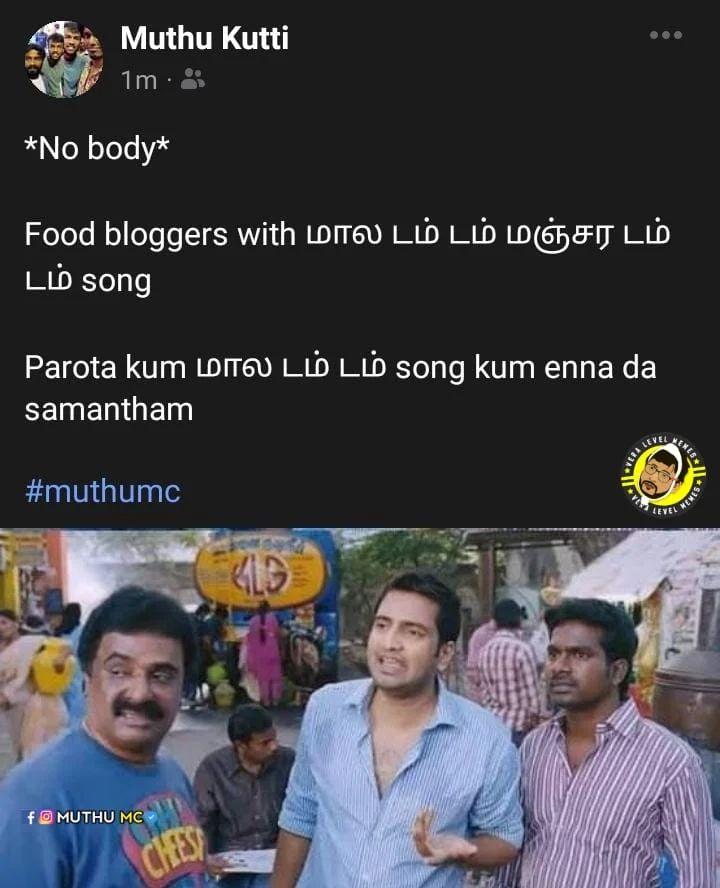 Muthu Kutti
1m ·
*No body*
Food bloggers with மால டம் டம் மஞ்சர டம்
டம் song
Parota kum மால டம் டம் song kum enna da
samantham
#muthumc
VERA LEVEL MEMES
VERA LEVEL MEMES
KLG
MUTHU MC
CHEESE